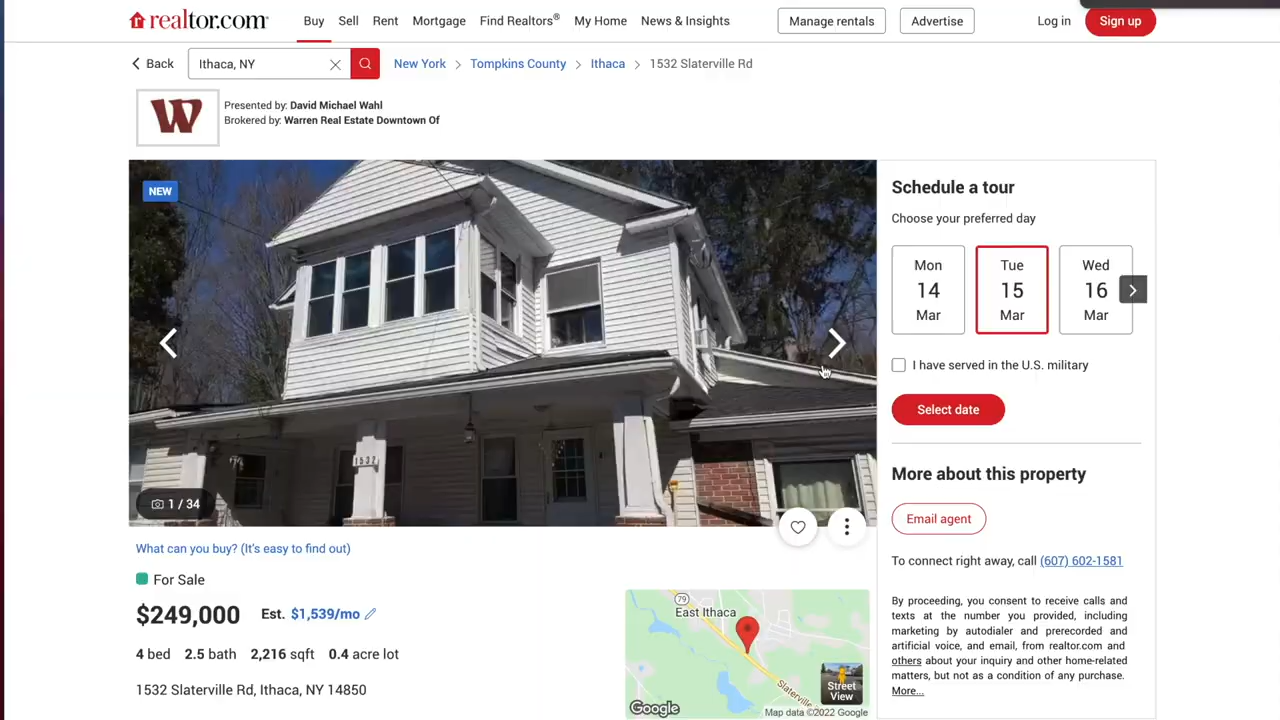 realtor.com®
Buy
Sell
Rent
Mortgage
Find Realtors®
My Home
News & Insights
Manage rentals
Advertise
Log in
Sign up
Back
Ithaca, NY
New York
Tompkins County
Ithaca
1532 Slaterville Rd
W
Presented by: David Michael Wahl
Brokered by: Warren Real Estate Downtown Of
NEW
1532
1 / 34
What can you buy? (It's easy to find out)
For Sale
$249,000
Est. $1,539/mo
4 bed 2.5 bath 2,216 sqft 0.4 acre lot
1532 Slaterville Rd, Ithaca, NY 14850
79
East Ithaca
Slaterville
Street
View
Google
Map data ©2022 Google
Schedule a tour
Choose your preferred day
Mon
14
Mar
Tue
15
Mar
Wed
16
Mar
I have served in the U.S. military
Select date
More about this property
Email agent
To connect right away, call (607) 602-1581
By proceeding, you consent to receive calls and
texts at the number you provided, including
marketing by autodialer and prerecorded and
artificial voice, and email, from realtor.com and
others about your inquiry and other home-related
matters, but not as a condition of any purchase.
More...